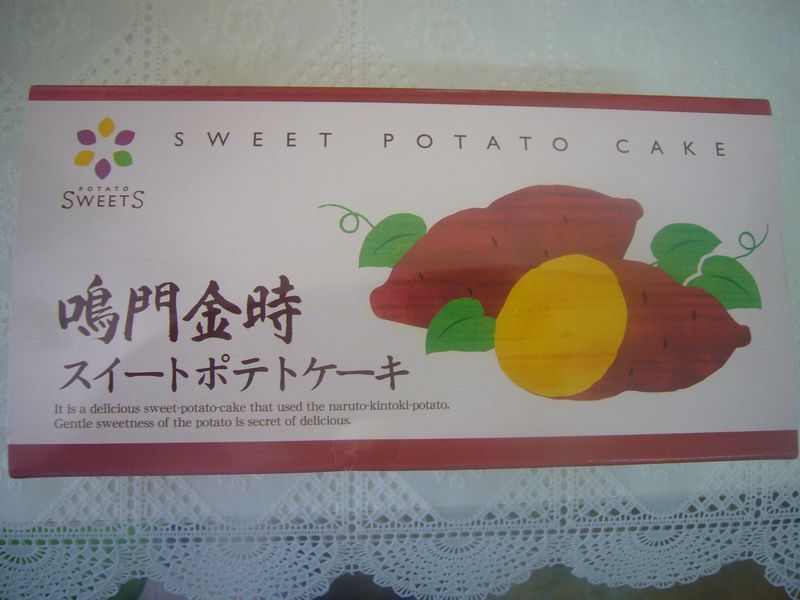 SWEET POTATO CAKE
POTATO
SWEETS
鳴門金時
スイートポテトケーキ
It is a delicious sweet-potato-cake that used the naruto-kintoki-potato.
Gentle sweetness of the potato is secret of delicious.